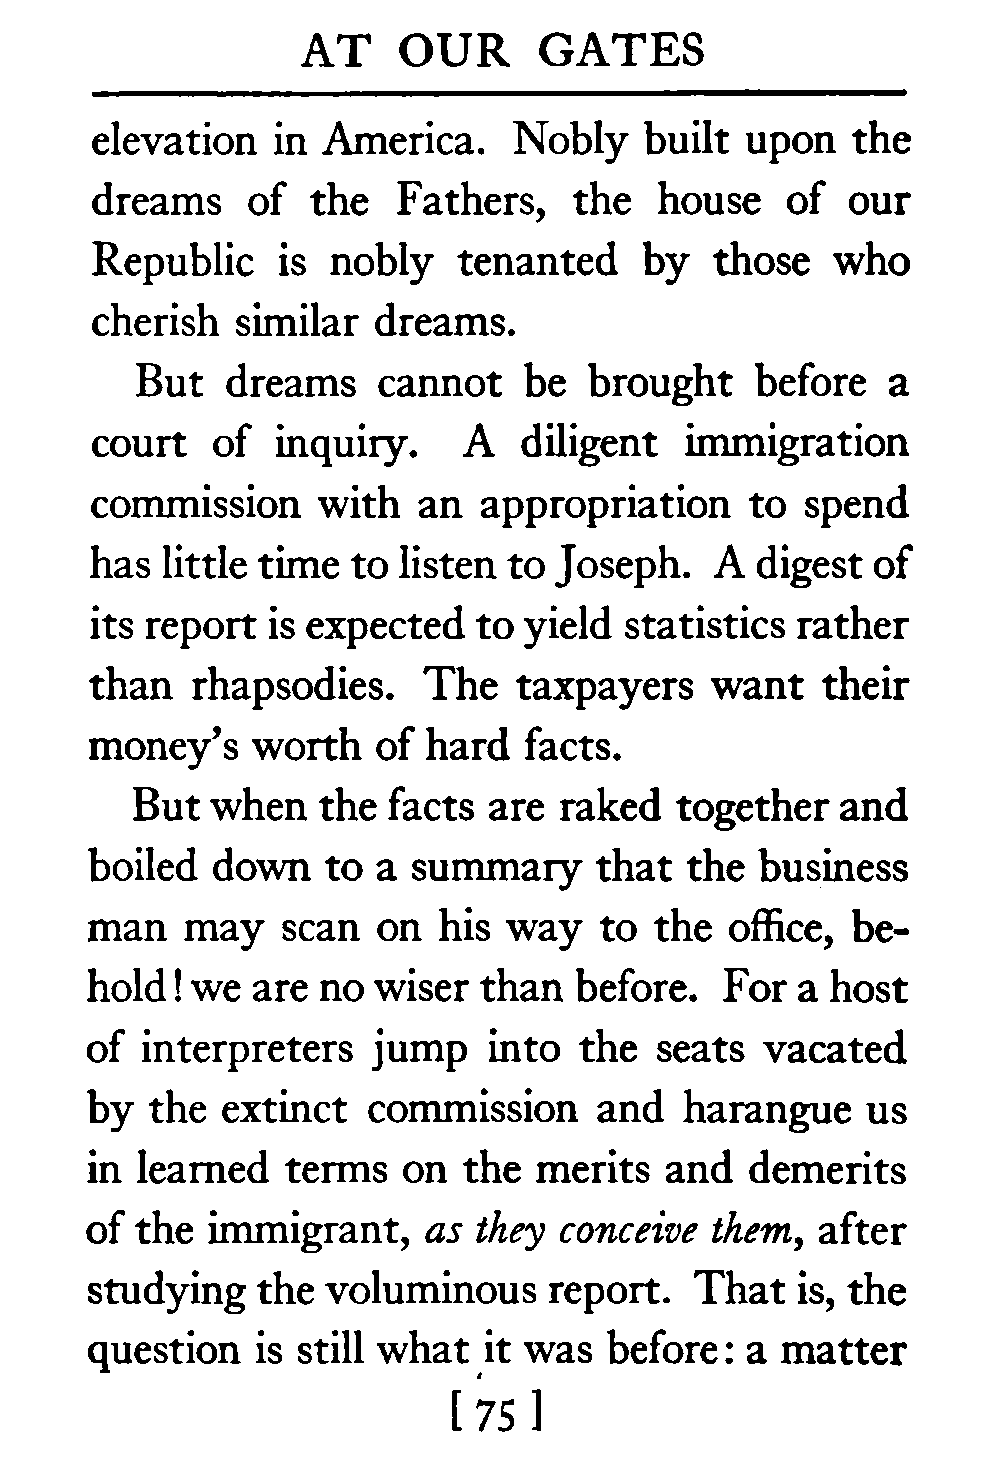 AT OUR GATES
elevation in America. Nobly built upon the
dreams of the Fathers, the house of our
Republic is nobly tenanted by those who
cherish similar dreams.
But dreams cannot be brought before a
court of inquiry. A diligent immigration
commission with an appropriation to spend
has little time to listen to Joseph. A digest of
its report is expected to yield statistics rather
than rhapsodies. The taxpayers want their
money's worth of hard facts.
But when the facts are raked together and
boiled down to a summary that the business
man may scan on his way to the office, be-
hold! we are no wiser than before. For a host
of interpreters jump into the seats vacated
by the extinct commission and harangue us
in learned terms on the merits and demerits
of the immigrant, as they conceive them, after
studying the voluminous report. That is, the
question is still what it was before: a matter
[ 75 ]